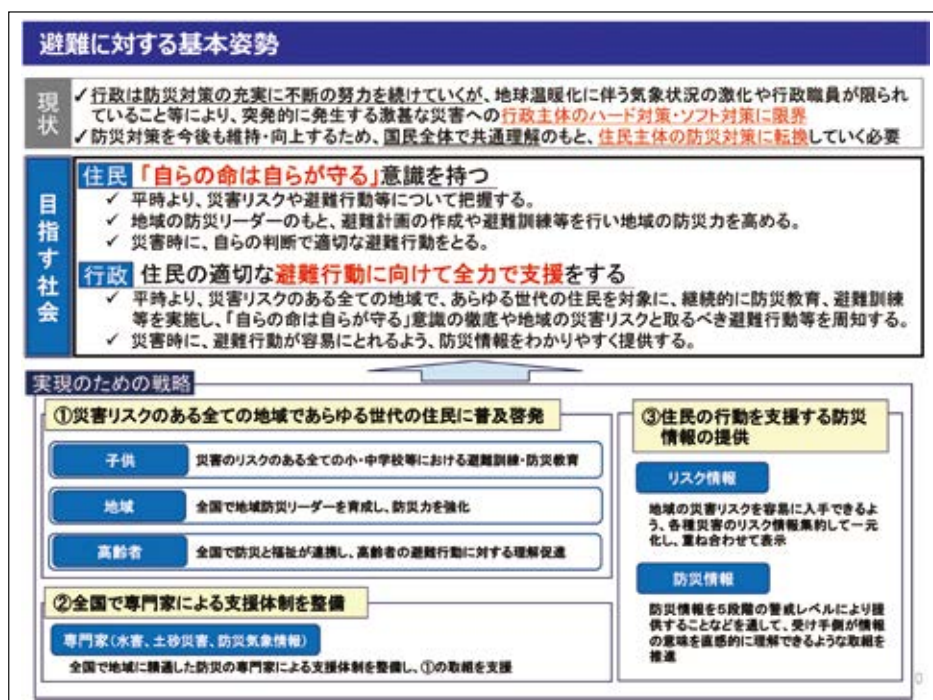 避難に対する基本姿勢
現状
✓行政は防災対策の充実に不断の努力を続けていくが、地球温暖化に伴う気象状況の激化や行政職員が限られ
ていること等により、突発的に発生する激甚な災害への行政主体のハード対策・ソフト対策に限界
✓防災対策を今後も維持・向上するため、国民全体で共通理解のもと、住民主体の防災対策に転換していく必要
目指す社会
住民 「自らの命は自らが守る」意識を持つ
✓ 平時より、災害リスクや避難行動等について把握する。
✓ 地域の防災リーダーのもと、避難計画の作成や避難訓練等を行い地域の防災力を高める。
✓ 災害時に、自らの判断で適切な避難行動をとる。
行政 住民の適切な避難行動に向けて全力で支援をする
✓ 平時より、災害リスクのある全ての地域で、あらゆる世代の住民を対象に、継続的に防災教育、避難訓練
等を実施し、「自らの命は自らが守る」意識の徹底や地域の災害リスクと取るべき避難行動等を周知する。
✓ 災害時に、避難行動が容易にとれるよう、防災情報をわかりやすく提供する。
実現のための戦略
①災害リスクのある全ての地域であらゆる世代の住民に普及啓発
子供 災害のリスクのある全ての小・中学校等における避難訓練・防災教育
地域 全国で地域防災リーダーを育成し、防災力を強化
高齢者 全国で防災と福祉が連携し、高齢者の避難行動に対する理解促進
②全国で専門家による支援体制を整備
専門家(水害、土砂災害、防災気象情報)
全国で地域に精通した防災の専門家による支援体制を整備し、①の取組を支援
③住民の行動を支援する防災
情報の提供
リスク情報
地域の災害リスクを容易に入手できるよ
う、各種災害のリスク情報集約して一元
化し、重ね合わせて表示
防災情報
防災情報を5段階の警戒レベルにより提
供することなどを通して、受け手側が情報
の意味を直感的に理解できるような取組を
推進
0